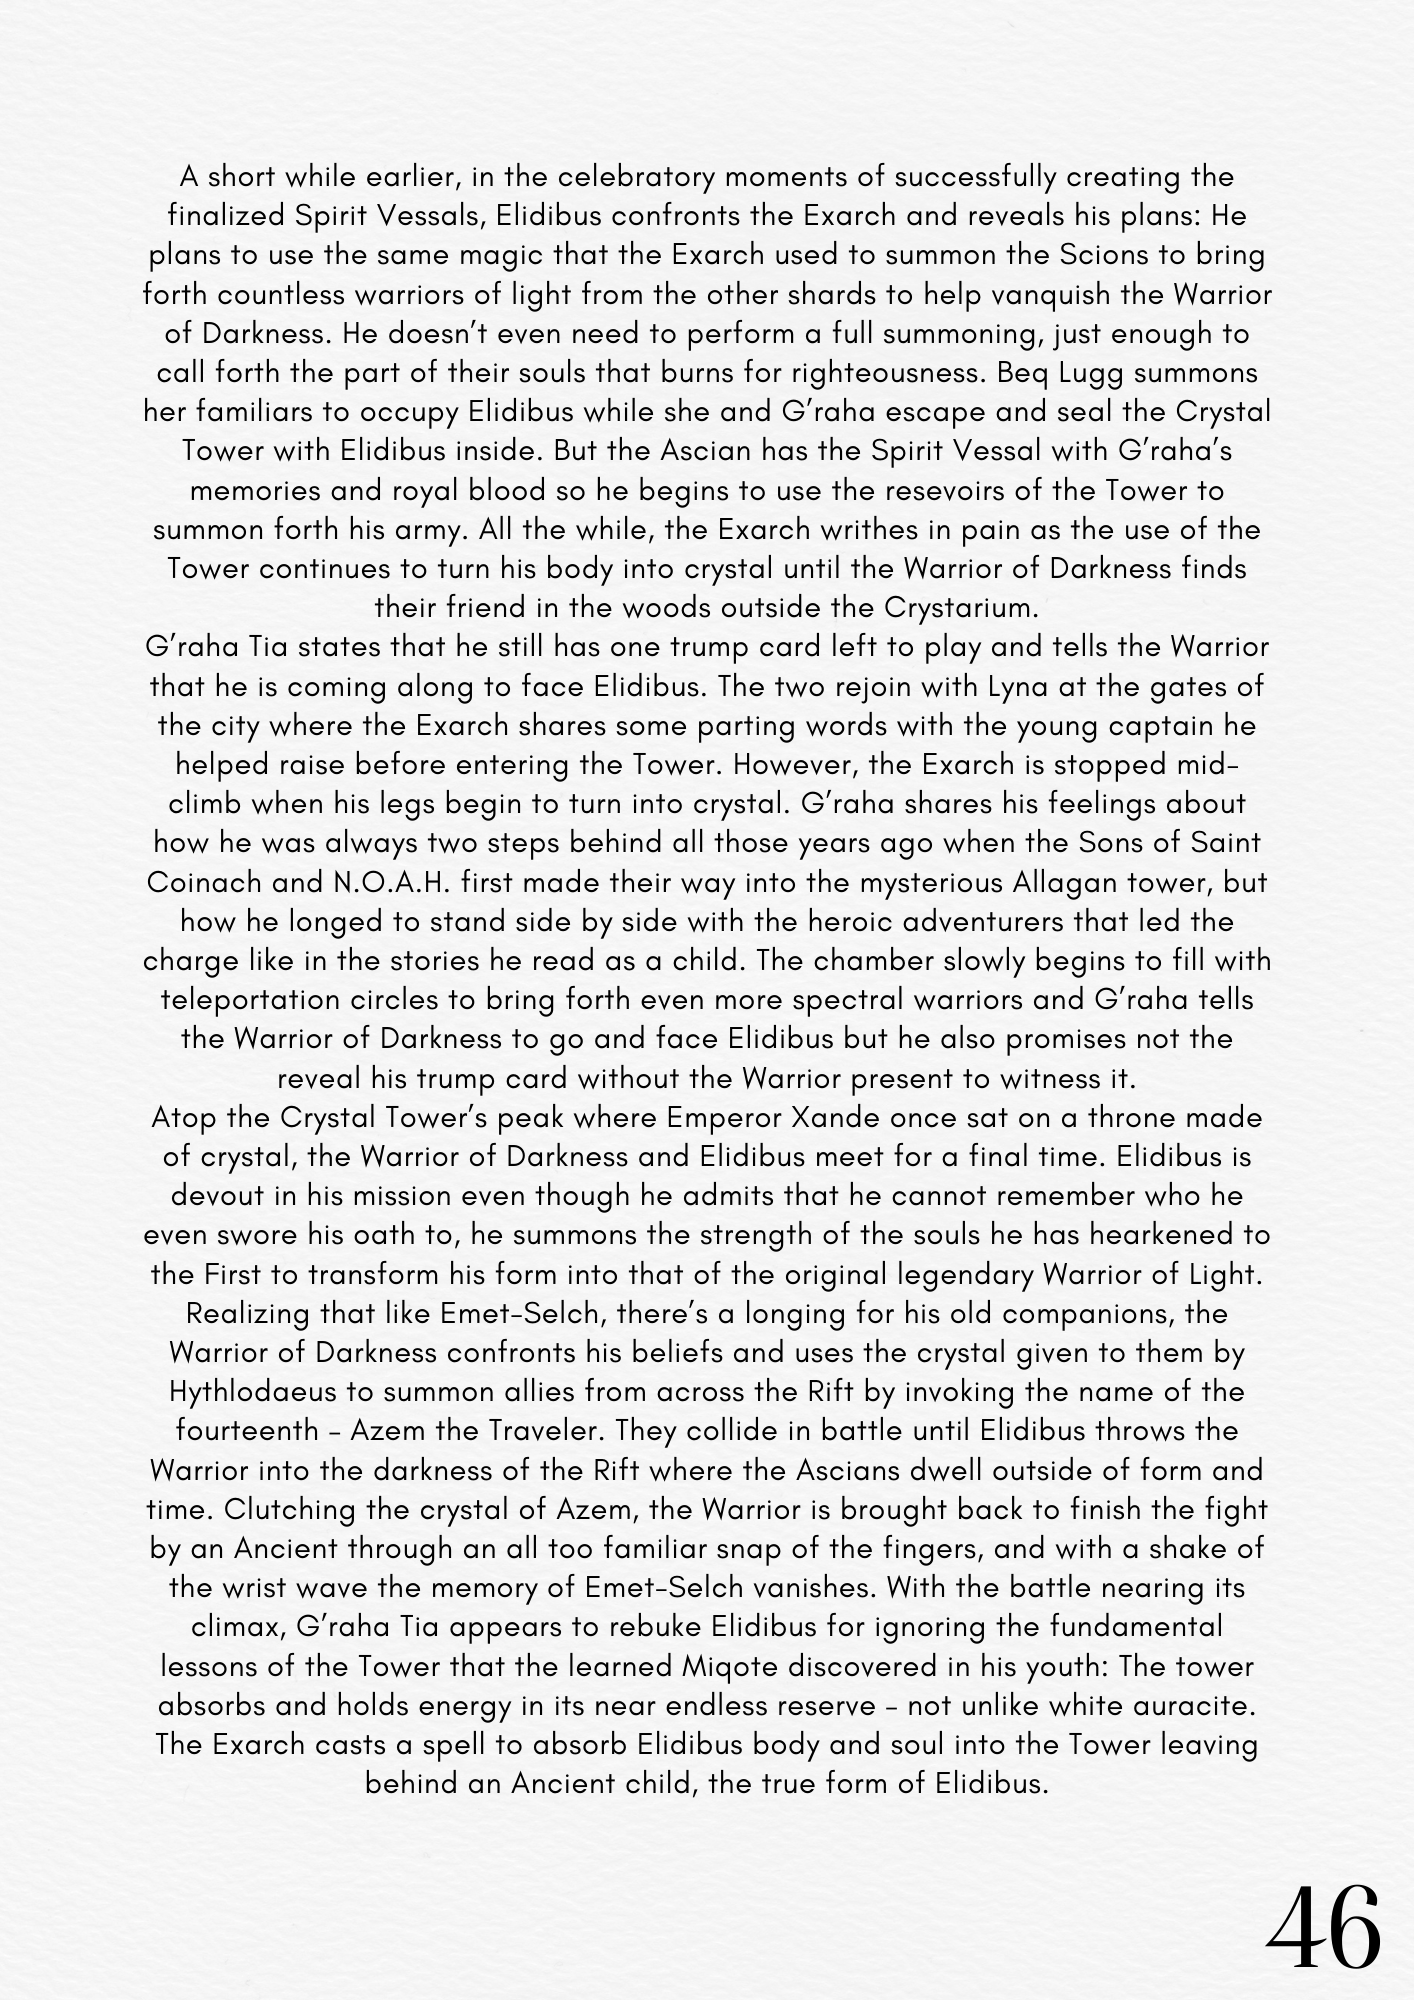 A short while earlier, in the celebratory moments of successfully creating the
finalized Spirit Vessals, Elidibus confronts the Exarch and reveals his plans: He
plans to use the same magic that the Exarch used to summon the Scions to bring
forth countless warriors of light from the other shards to help vanquish the Warrior
of Darkness. He doesn't even need to perform a full summoning, just enough to
call forth the part of their souls that burns for righteousness. Beq Lugg summons
her familiars to occupy Elidibus while she and G'raha escape and seal the Crystal
Tower with Elidibus inside. But the Ascian has the Spirit Vessal with G'raha's
memories and royal blood so he begins to use the resevoirs of the Tower to
summon forth his army. All the while, the Exarch writhes in pain as the use of the
Tower continues to turn his body into crystal until the Warrior of Darkness finds
their friend in the woods outside the Crystarium.
G'raha Tia states that he still has one trump card left to play and tells the Warrior
that he is coming along to face Elidibus. The two rejoin with Lyna at the gates of
the city where the Exarch shares some parting words with the young captain he
helped raise before entering the Tower. However, the Exarch is stopped mid-
climb when his legs begin to turn into crystal. G'raha shares his feelings about
how he was always two steps behind all those years ago when the Sons of Saint
Coinach and N.O.A.H. first made their way into the mysterious Allagan tower, but
how he longed to stand side by side with the heroic adventurers that led the
charge like in the stories he read as a child. The chamber slowly begins to fill with
teleportation circles to bring forth even more spectral warriors and G'raha tells
the Warrior of Darkness to go and face Elidibus but he also promises not the
reveal his trump card without the Warrior present to witness it.
Atop the Crystal Tower's peak where Emperor Xande once sat on a throne made
of crystal, the Warrior of Darkness and Elidibus meet for a final time. Elidibus is
devout in his mission even though he admits that he cannot remember who he
even swore his oath to, he summons the strength of the souls he has hearkened to
the First to transform his form into that of the original legendary Warrior of Light.
Realizing that like Emet-Selch, there's a longing for his old companions, the
Warrior of Darkness confronts his beliefs and uses the crystal given to them by
Hythlodaeus to summon allies from across the Rift by invoking the name of the
fourteenth - Azem the Traveler. They collide in battle until Elidibus throws the
Warrior into the darkness of the Rift where the Ascians dwell outside of form and
time. Clutching the crystal of Azem, the Warrior is brought back to finish the fight
by an Ancient through an all too familiar snap of the fingers, and with a shake of
the wrist wave the memory of Emet-Selch vanishes. With the battle nearing its
climax, G'raha Tia appears to rebuke Elidibus for ignoring the fundamental
lessons of the Tower that the learned Miqote discovered in his youth: The tower
absorbs and holds energy in its near endless reserve - not unlike white auracite.
The Exarch casts a spell to absorb Elidibus body and soul into the Tower leaving
behind an Ancient child, the true form of Elidibus.
46